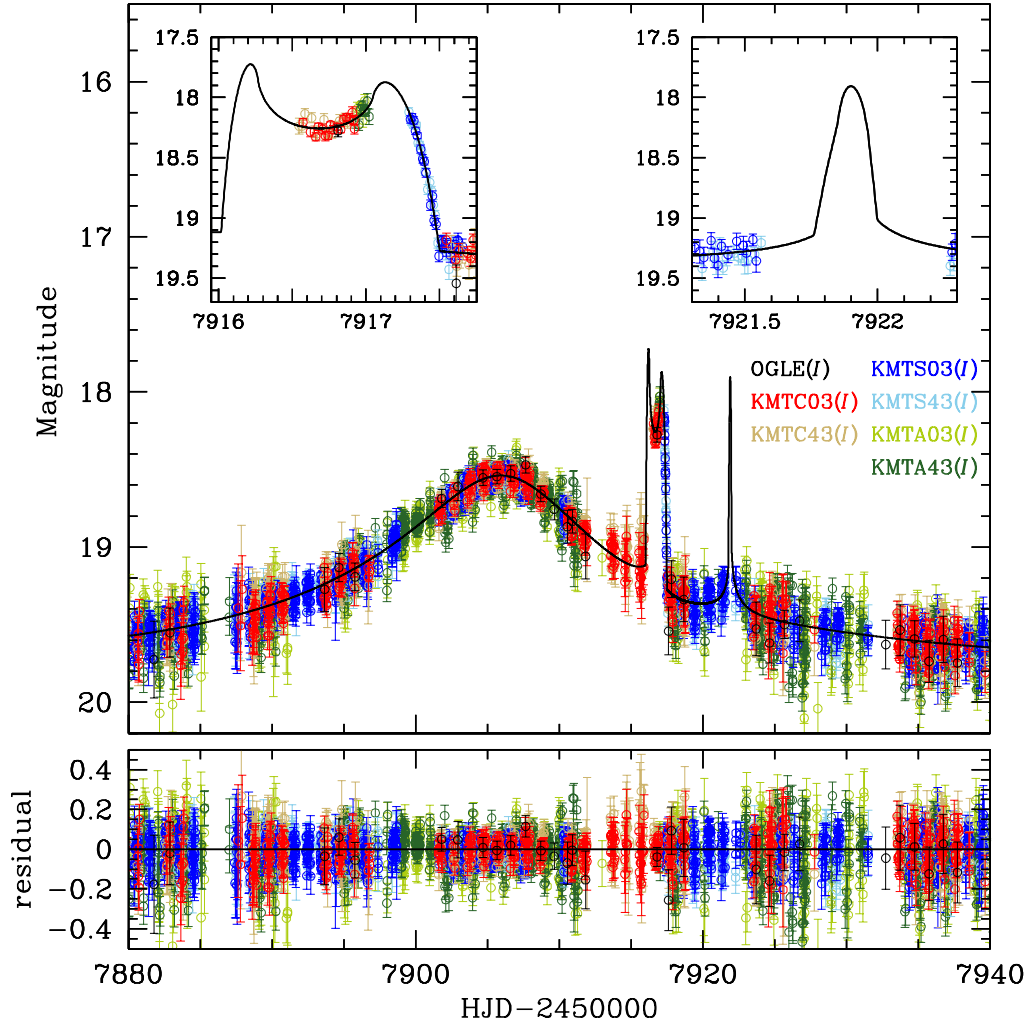 17.5
18
18.5
19
19.5
7916 7917
17.5
18
18.5
19
19.5
7921.5 7922
16
17
18
19
20
Magnitude
OGLE(I) KMTS03(I)
KMTC03(I) KMTS43(I)
KMTC43(I) KMTA03(I)
KMTA43(I)
0.4
0.2
0
−0.2
−0.4
residual
7880 7900 7920 7940
HJD−2450000